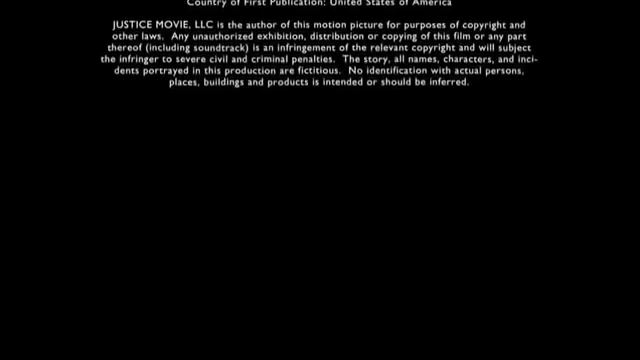 Country of First Publication: United States of America
JUSTICE MOVIE, LLC is the author of this motion picture for purposes of copyright and
other laws.  Any unauthorized exhibition, distribution or copying of this film or any part
thereof (including soundtrack) is an infringement of the relevant copyright and will subject
the infringer to severe civil and criminal penalties.  The story, all names, characters, and inci-
dents portrayed in this production are fictitious.  No identification with actual persons,
places, buildings and products is intended or should be inferred.